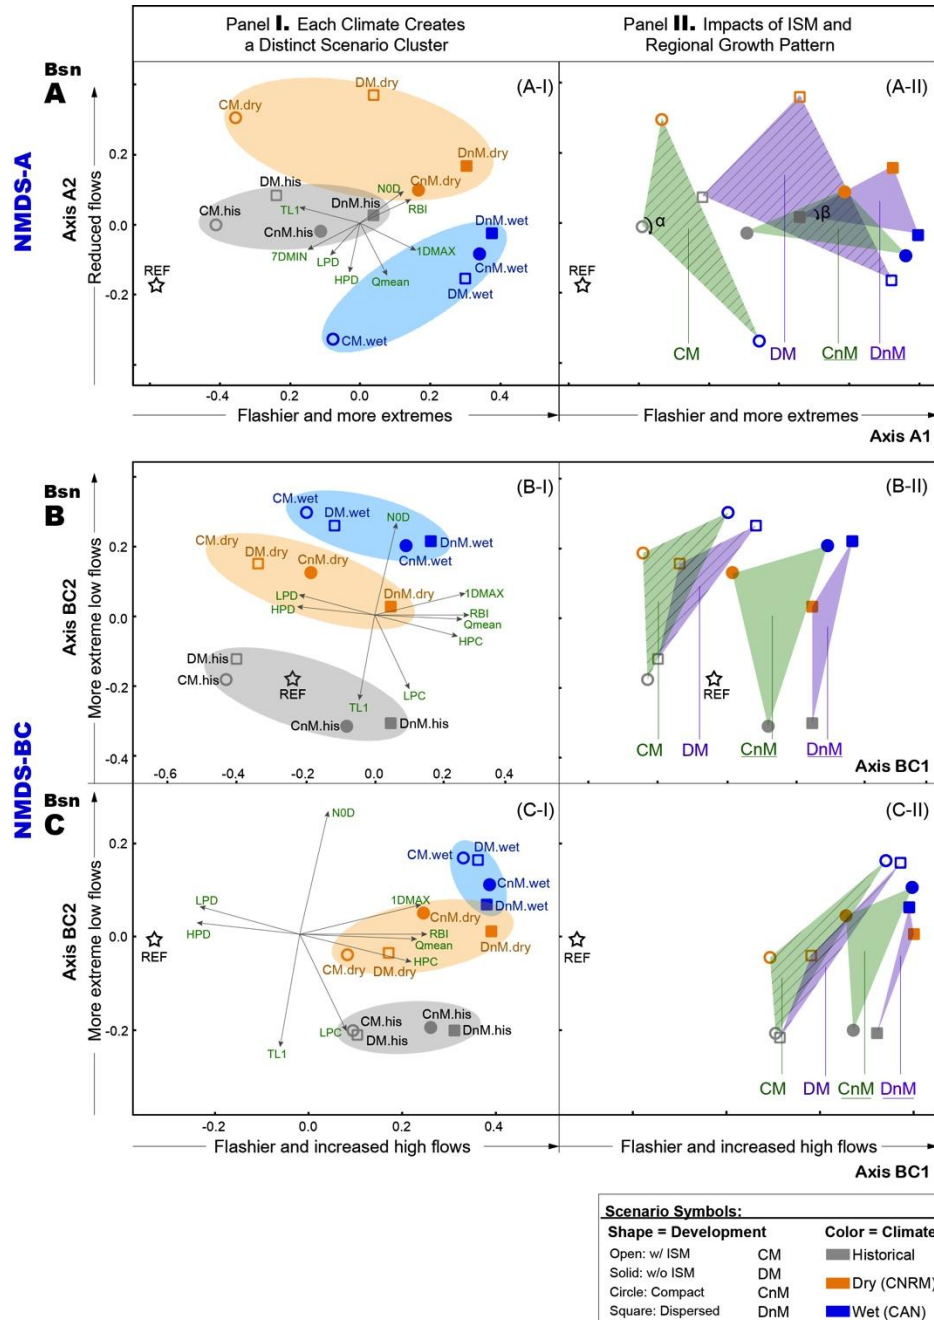 Panel I. Each Climate Creates
a Distinct Scenario Cluster
Panel II. Impacts of ISM and
Regional Growth Pattern
Bsn
A
NMDS-A
Axis A2
Reduced flows
0.2
0.0
-0.2
(A-I)
DM.dry
CM.dry
DnM.dry
CnM.dry
DM.his
N0D
RBI
TL1
DnM.his
CM.his
CnM.his
DnM.wet
1DMAX
7DMIN
LPD
CnM.wet
HPD
Qmean
DM.wet
REF
CM.wet
-0.4
0.2
0.0
0.2
0.4
Flashier and more extremes
(A-II)
α
β
REF
CM
DM
CnM
DnM
Flashier and more extremes
Axis A1
Bsn
B
NMDS-BC
Axis BC2
More extreme low flows
0.2
0.0
-0.2
-0.4
(B-I)
CM.wet
DM.wet
N0D
DnM.wet
CnM.wet
CM.dry
DM.dry
CnM.dry
DnM.dry
LPD
HPD
1DMAX
RBI
Qmean
HPC
DM.his
CM.his
REF
LPC
TL1
CnM.his
DnM.his
-0.6
0.2
0.0
0.2
0.4
(B-II)
REF
CM
DM
CnM
DnM
Axis BC1
Bsn
C
Axis BC2
More extreme low flows
0.2
0.0
-0.2
(C-I)
N0D
CM.wet
DM.wet
CnM.wet
DnM.wet
LPD
1DMAX
CnM.dry
HPD
RBI
Qmean
DnM.dry
HPC
REF
CM.dry
DM.dry
CM.his
CnM.his
LPC
DM.his
DnM.his
TL1
-0.2
0.0
0.2
0.4
Flashier and increased high flows
(C-II)
REF
CM
DM
CnM
DnM
Flashier and increased high flows
Axis BC1
Scenario Symbols:
Shape = Development
Color = Climate
Open: w/ ISM
CM
Historical
Solid: w/o ISM
DM
Dry (CNRM)
Circle: Compact
CnM
Square: Dispersed
DnM
Wet (CAN)